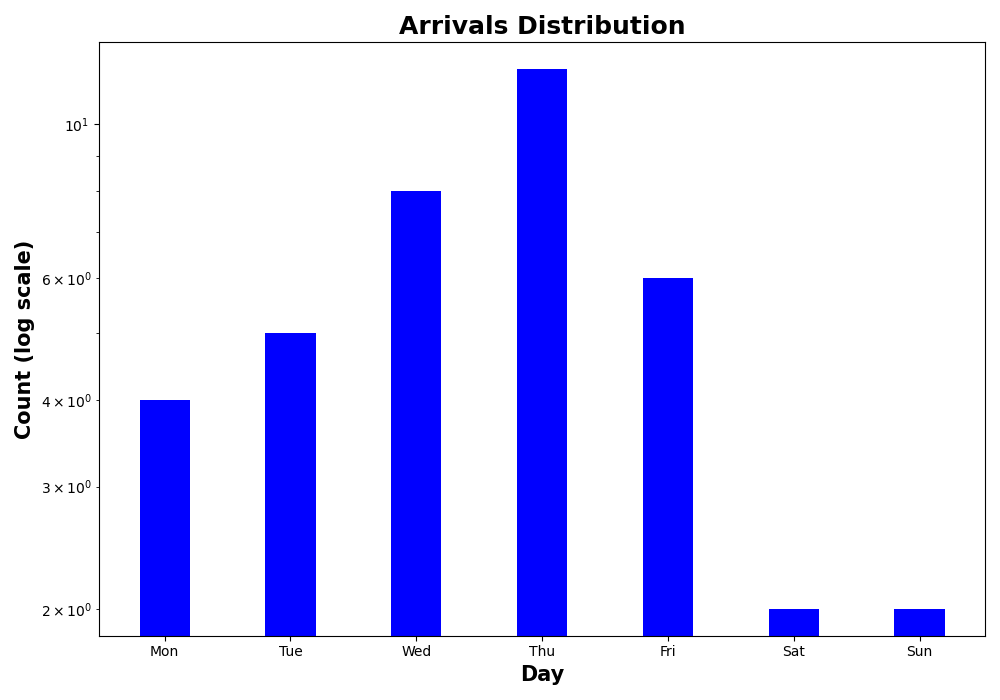 Arrivals Distribution
Count (log scale)
10¹
6 × 10⁰
4 × 10⁰
3 × 10⁰
2 × 10⁰
Mon Tue Wed Thu Fri Sat Sun
Day